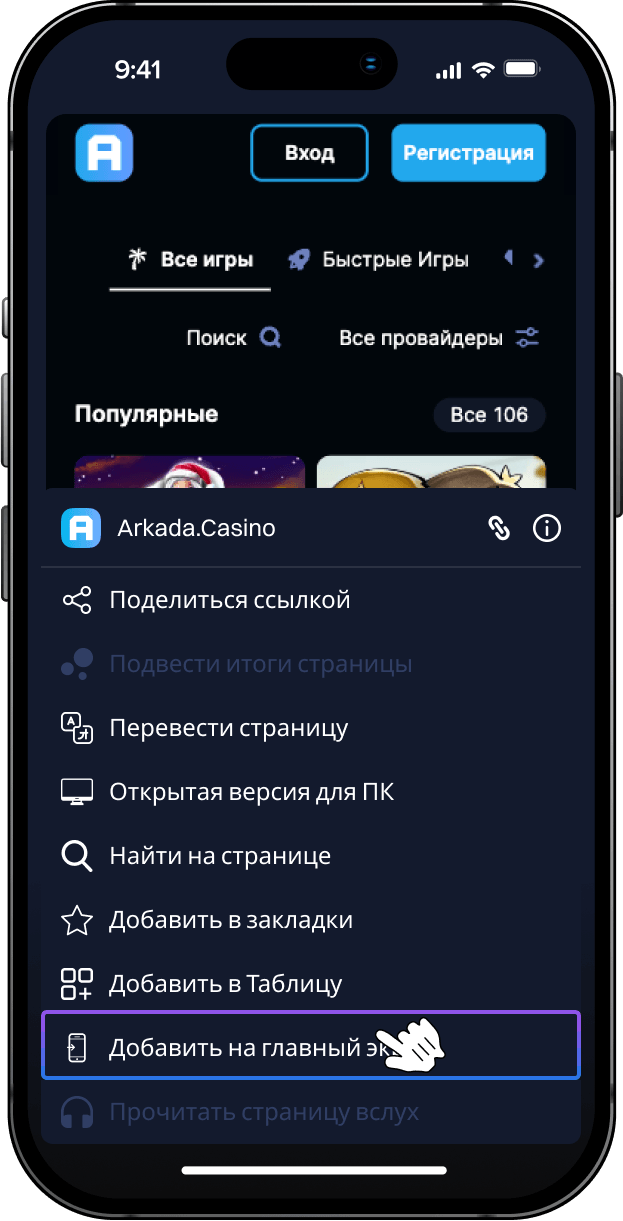 9:41
A
Вход
Регистрация
Все игры
Быстрые Игры
Поиск
Все провайдеры
Популярные
Все 106
A
Arkada.Casino
Поделиться ссылкой
Подвести итоги страницы
Перевести страницу
Открытая версия для ПК
Найти на странице
Добавить в закладки
Добавить в Таблицу
Добавить на главный
Прочитать страницу вслух